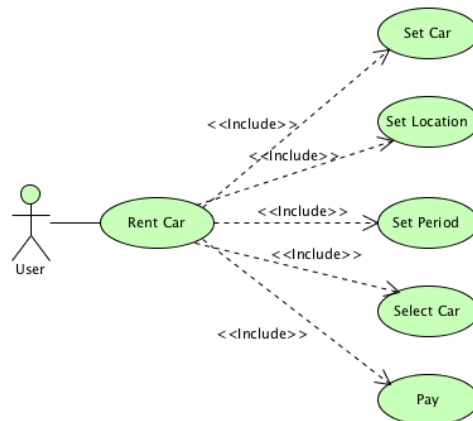 Set Car
<<Include>>
Set Location
<<Include>>
User
Rent Car
<<Include>>
Set Period
<<Include>>
Select Car
<<Include>>
Pay